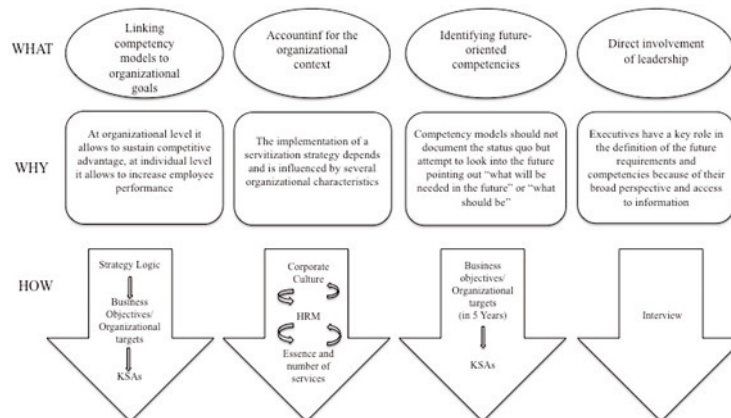 WHAT
Linking
competency
models to
organizational
goals
Accountinf for the
organizational
context
Identifying future-
oriented
competencies
Direct involvement
of leadership
WHY
At organizational level it
allows to sustain competitive
advantage, at individual level
it allows to increase employee
performance
The implementation of a
servitization strategy depends
and is influenced by several
organizational characteristics
Competency models should not
document the status quo but
attempt to look into the future
pointing out “what will be
needed in the future” or “what
should be”
Executives have a key role in
the definition of the future
requirements and
competencies because of their
broad perspective and access
to information
HOW
Strategy Logic
Business
Objectives/
Organizational
targets
KSAs
Corporate
Culture
HRM
Essence and
number of
services
Business
objectives/
Organizational
targets
(in 5 Years)
KSAs
Interview